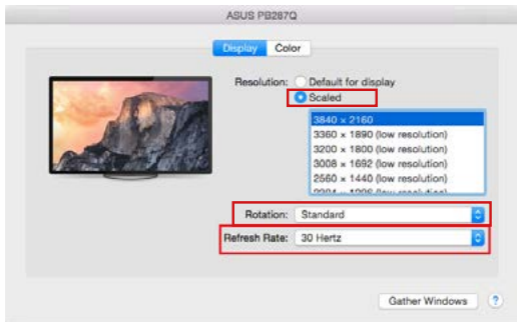 ASUS PB287Q
Display Color
Resolution: Default for display
Scaled
3840 × 2160
3360 × 1890 (low resolution)
3200 × 1800 (low resolution)
3008 × 1692 (low resolution)
2560 × 1440 (low resolution)
Rotation: Standard
Refresh Rate: 30 Hertz
Gather Windows ?